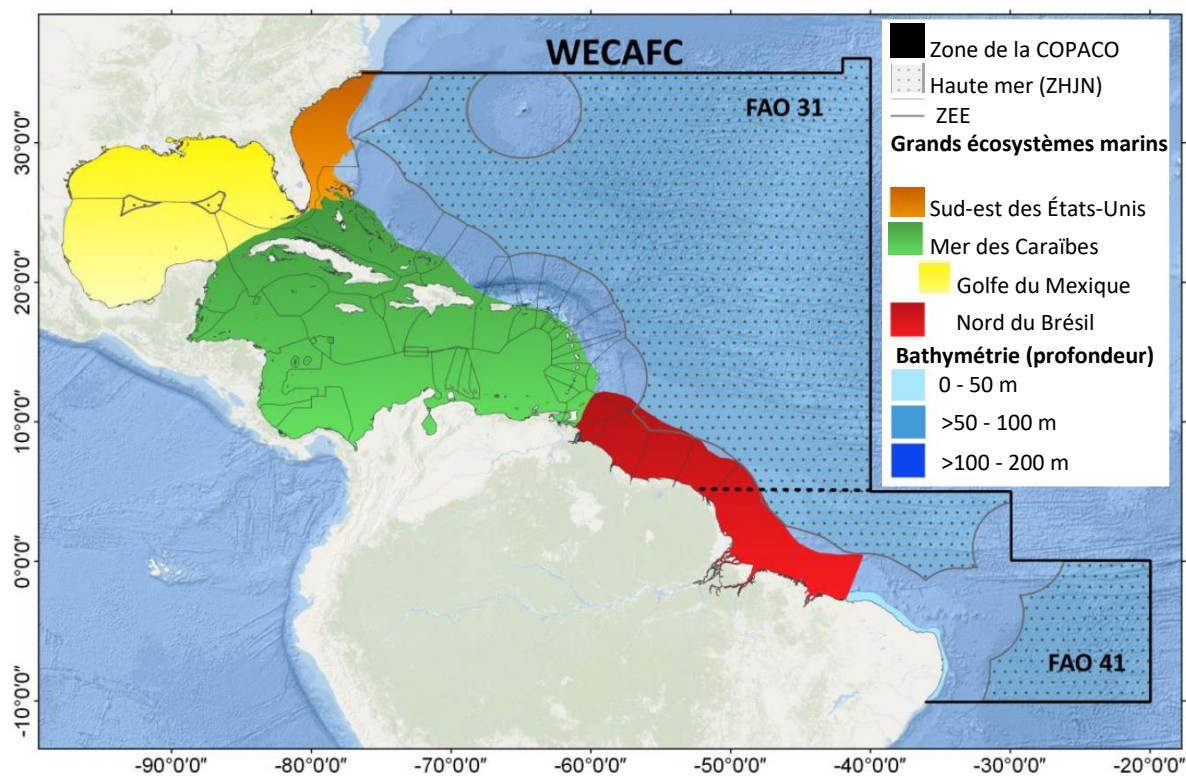 WECAFC
FAO 31
FAO 41
Zone de la COPACO
Haute mer (ZHJN)
ZEE
Grands écosystèmes marins
Sud-est des États-Unis
Mer des Caraïbes
Golfe du Mexique
Nord du Brésil
Bathymétrie (profondeur)
0 - 50 m
>50 - 100 m
>100 - 200 m
30°0'0"
20°0'0"
10°0'0"
0°0'0"
-10°0'0"
-90°0'0"
-80°0'0"
-70°0'0"
-60°0'0"
-50°0'0"
-40°0'0"
-30°0'0"
-20°0'0"